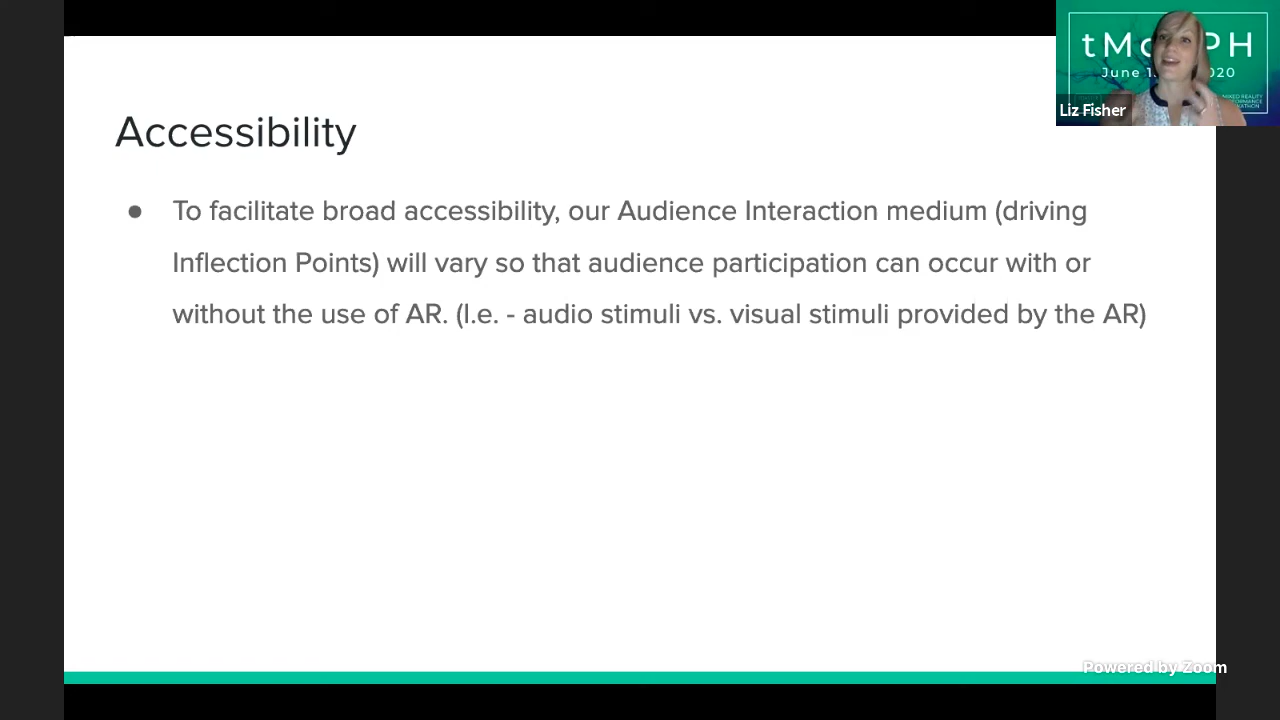 Accessibility
● To facilitate broad accessibility, our Audience Interaction medium (driving
Inflection Points) will vary so that audience participation can occur with or
without the use of AR. (I.e. - audio stimuli vs. visual stimuli provided by the AR)
PH
June
2020
Liz Fisher
Powered by Zoom